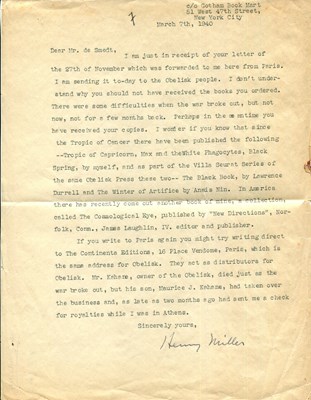 c/o Gotham Book Mart
51 West 47th Street,
New York City
March 7th, 1940
Dear Mr. de Smedt,
I am just in receipt of your letter of
the 27th of November which was forwarded to me here from Paris.
I am sending it to-day to the Obelisk people. I don't under-
stand why you should not have received the books you ordered.
There were some difficulties when the war broke out, but not
now, not for a few months back. Perhaps in the meantime you
have received your copies. I wonder if you know that since
the Tropic of Cancer there have been published the following
--Tropic of Capricorn, Max and theWhite Phagocytes, Black
Spring, by myself, and as part of the Ville Seurat Series of
the same Obelisk Press these two-- The Black Book, by Lawrence
Durrell and The Winter of Artifice by Anais Nin. In America
there has recently come out another book of mine, a collection,
called The Cosmological Eye, published by "New Directions", Nor-
folk, Conn., James Laughlin, IV. editor and publisher.
If you write to Paris again you might try writing direct
to The Continents Editions, 16 Place Vendome, Paris, which is
the same address for Obelisk. They act as distributors for
Obelisk. Mr. Kahane, owner of the Obelisk, died just as the
war broke out, but his son, Maurice J. Kahane, had taken over
the business and, as late as two months ago had sent me a check
for royalties while I was in Athens.
Sincerely yours,
Henry Miller